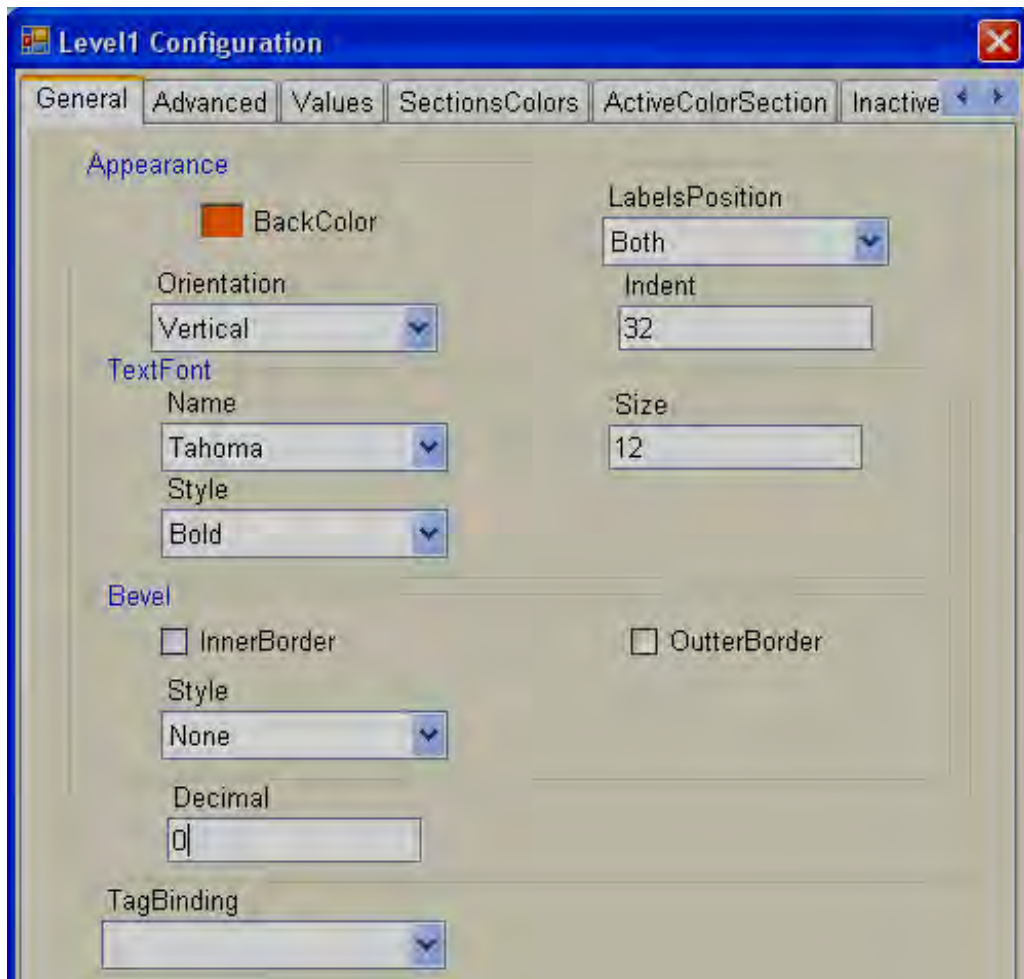 Level1 Configuration
General Advanced Values SectionsColors ActiveColorSection Inactive
Appearance
BackColor
LabelsPosition
Both
Orientation
Vertical
Indent
32
TextFont
Name
Tahoma
Size
12
Style
Bold
Bevel
InnerBorder
OutterBorder
Style
None
Decimal
0
TagBinding